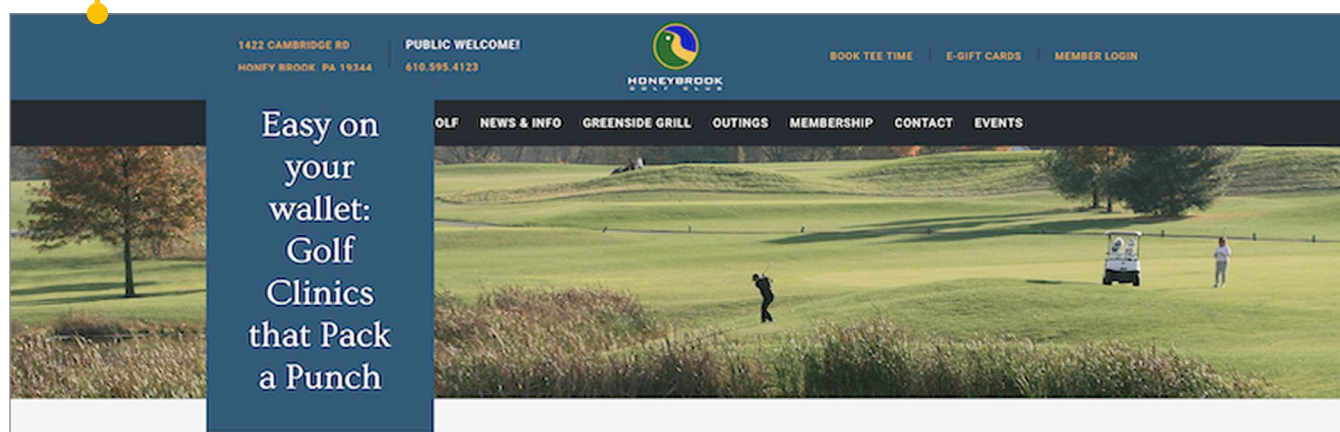 1422 CAMBRIDGE RD
HONEY BROOK, PA 19344
PUBLIC WELCOME!
610.595.4123
HONEYBROOK
GOLF CLUB
BOOK TEE TIME
E-GIFT CARDS
MEMBER LOGIN
OLF NEWS & INFO GREENSIDE GRILL OUTINGS MEMBERSHIP CONTACT EVENTS
Easy on
your
wallet:
Golf
Clinics
that Pack
a Punch